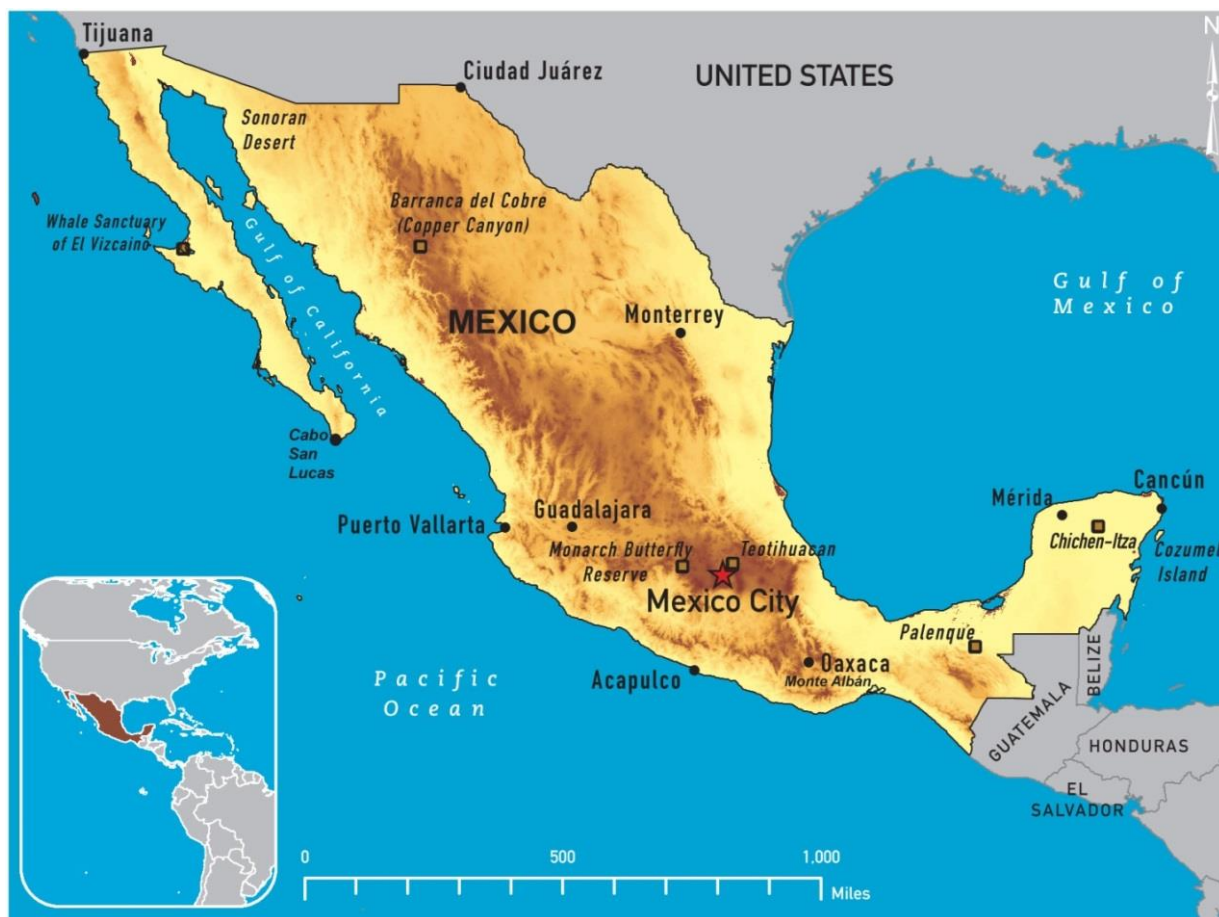 N
Tijuana
Ciudad Juárez
UNITED STATES
Sonoran
Desert
Barranca del Cobre
(Copper Canyon)
Whale Sanctuary
of El Vizcaino
Gulf of California
Gulf of
Mexico
MEXICO
Monterrey
Cabo
San
Lucas
Puerto Vallarta
Guadalajara
Monarch Butterfly
Reserve
Teotihuacan
Mexico City
Mérida
Cancún
Chichen-Itza
Cozumel
Island
Palenque
Acapulco
Oaxaca
Monte Albán
Pacific
Ocean
GUATEMALA
BELIZE
HONDURAS
EL
SALVADOR
0 500 1,000
Miles